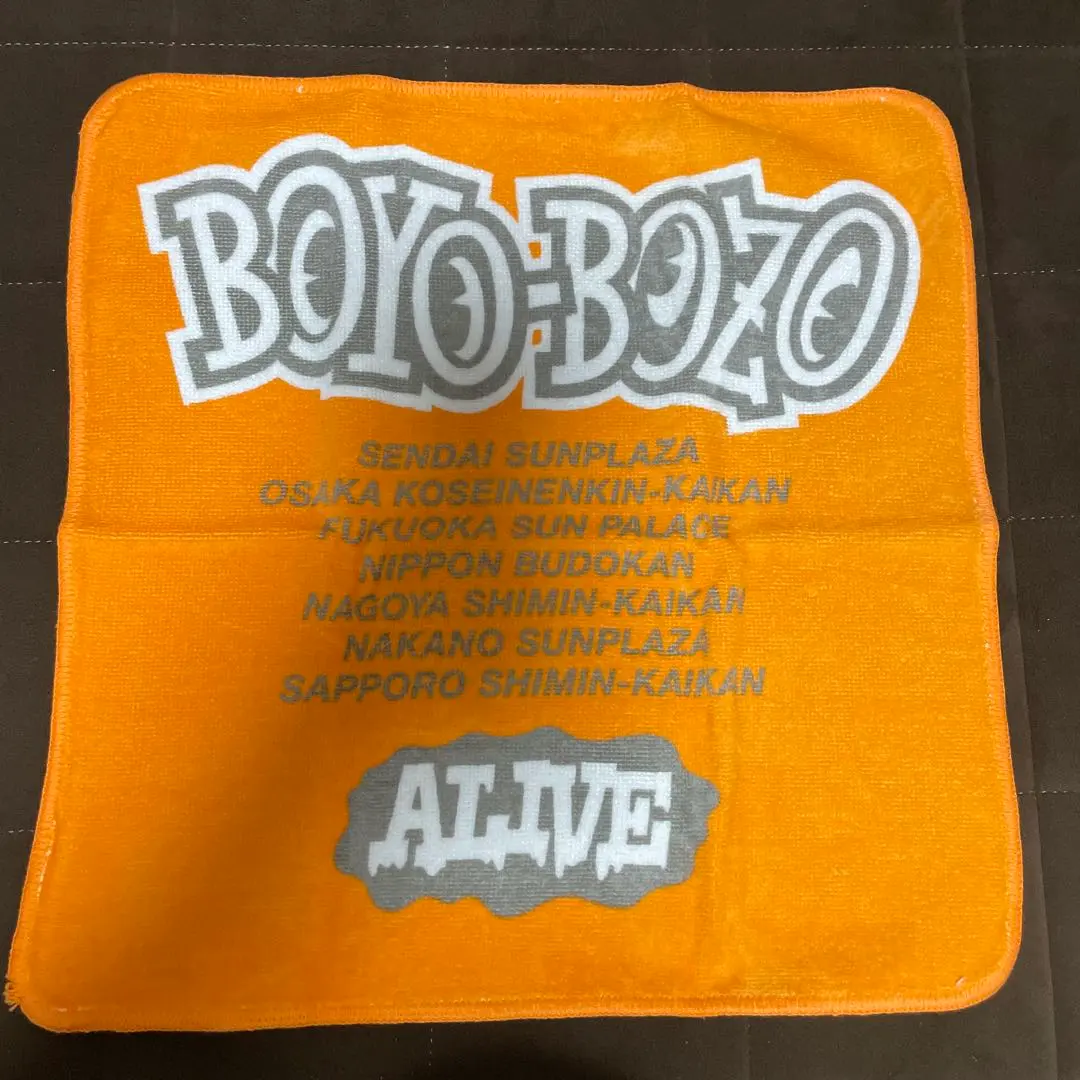 BOYO=BOZO
SENDAI SUNPLAZA
OSAKA KOSEINENKIN-KAIKAN
FUKUOKA SUN PALACE
NIPPON BUDOKAN
NAGOYA SHIMIN-KAIKAN
NAKANO SUNPLAZA
SAPPORO SHIMIN-KAIKAN
ALIVE